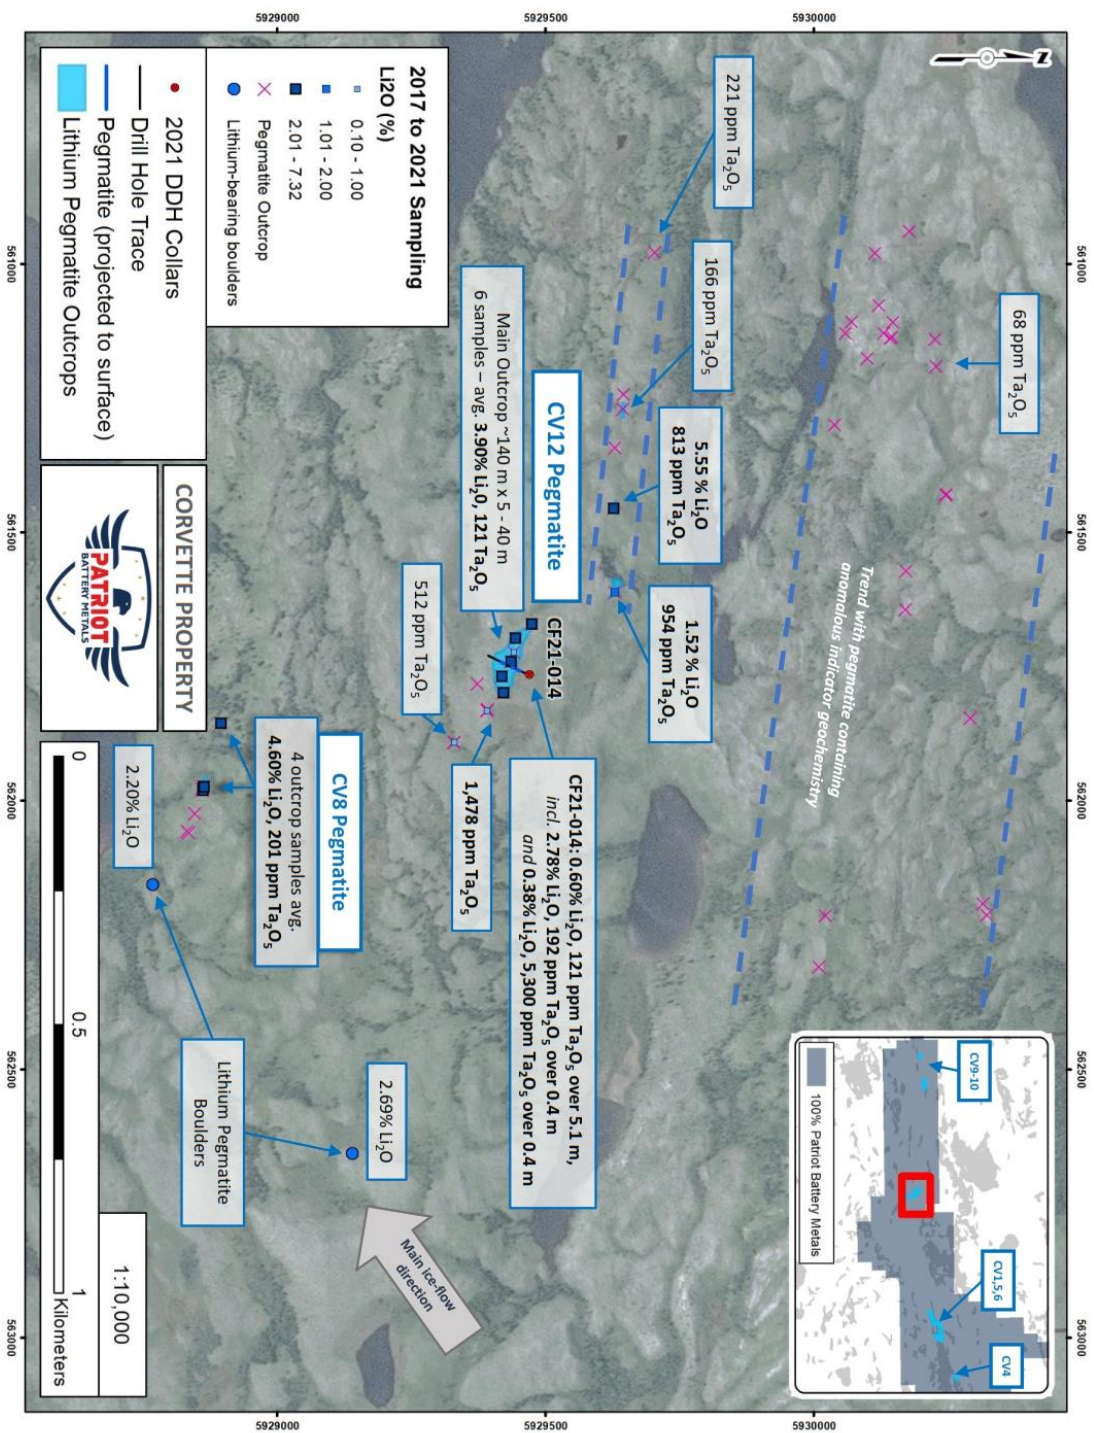 5929000
5929500
5930000
561000
561500
562000
562500
563000
N
2017 to 2021 Sampling
Li2O (%)
0.10 - 1.00
1.01 - 2.00
2.01 - 7.32
Pegmatite Outcrop
Lithium-bearing boulders
2021 DDH Collars
Drill Hole Trace
Pegmatite (projected to surface)
Lithium Pegmatite Outcrops
CORVETTE PROPERTY
PATRIOT
BATTERY METALS
0
0.5
1
Kilometers
1:10,000
221 ppm Ta₂O₅
166 ppm Ta₂O₅
68 ppm Ta₂O₅
5.55 % Li₂O
813 ppm Ta₂O₅
1.52 % Li₂O
954 ppm Ta₂O₅
Trend with pegmatite containing
anomalous indicator geochemistry
CV12 Pegmatite
Main Outcrop ~140 m x 5 - 40 m
6 samples – avg. 3.90% Li₂O, 121 Ta₂O₅
CF21-014
512 ppm Ta₂O₅
1,478 ppm Ta₂O₅
CF21-014: 0.60% Li₂O, 121 ppm Ta₂O₅ over 5.1 m,
incl. 2.78% Li₂O, 192 ppm Ta₂O₅ over 0.4 m
and 0.38% Li₂O, 5,300 ppm Ta₂O₅ over 0.4 m
CV8 Pegmatite
4 outcrop samples avg.
4.60% Li₂O, 201 ppm Ta₂O₅
2.20% Li₂O
2.69% Li₂O
Lithium Pegmatite
Boulders
Main ice-flow
direction
CV9-10
CV1,5,6
CV4
100% Patriot Battery Metals
561000
561500
562000
562500
563000
5929000
5929500
5930000